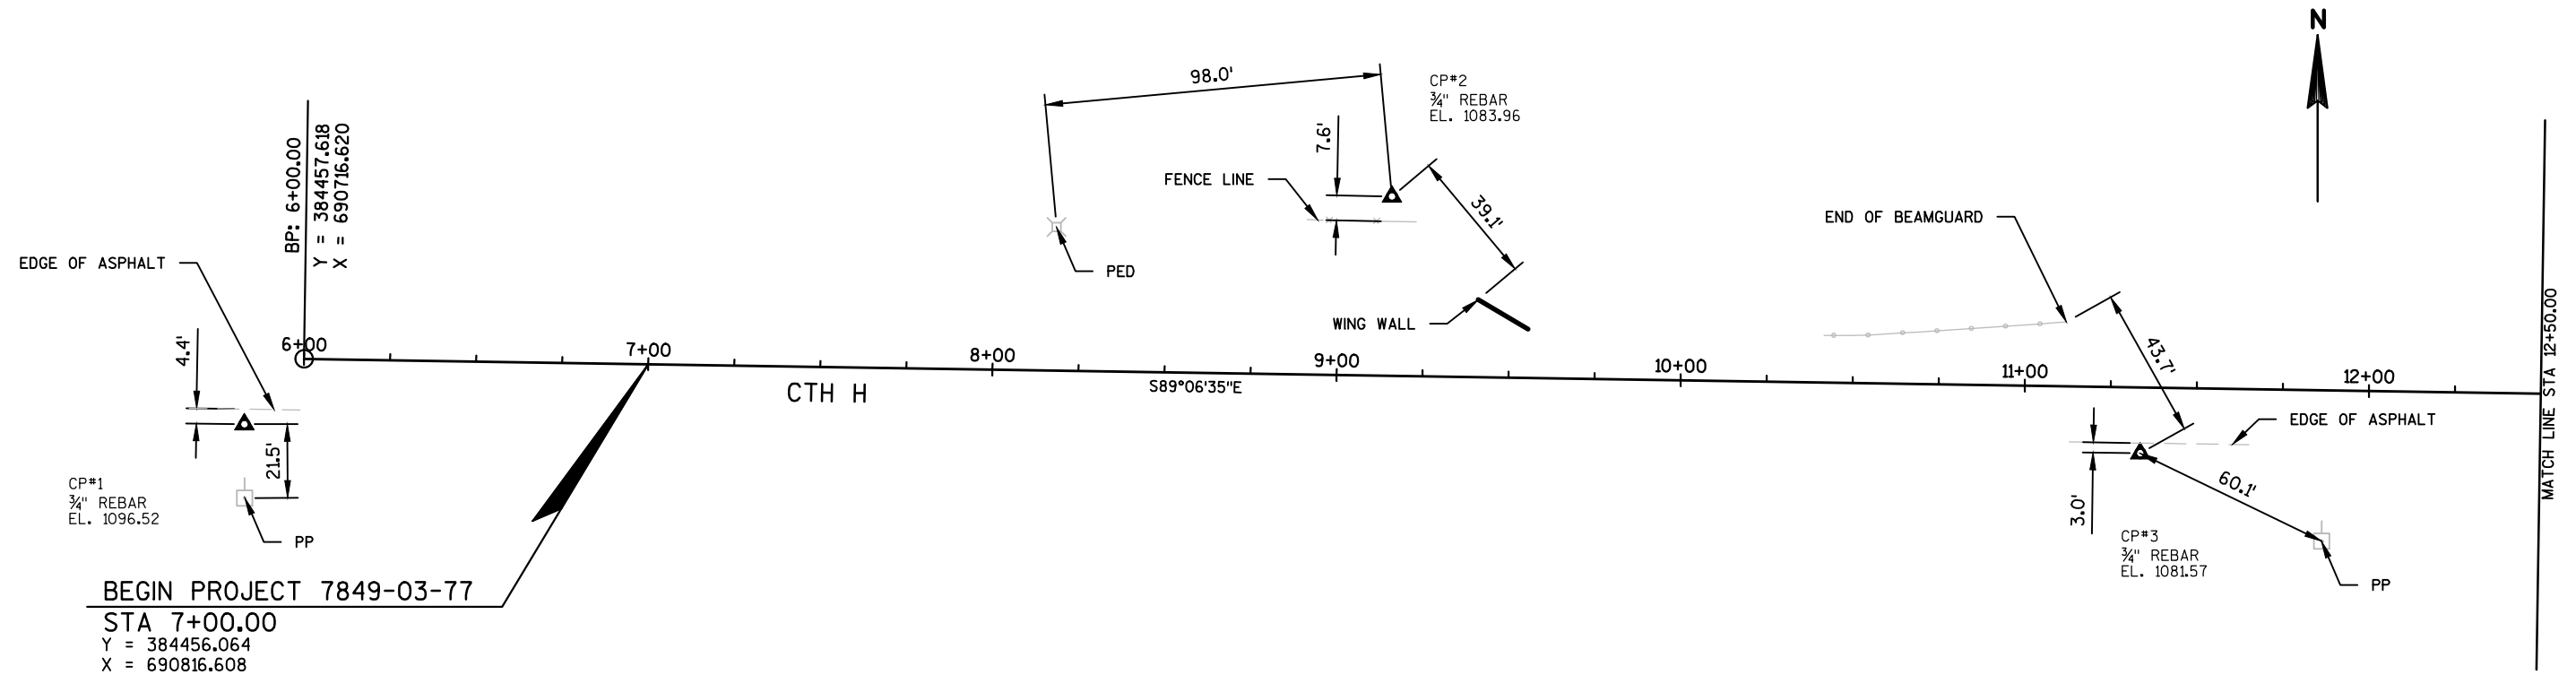 N
98.0'
CP#2
¾" REBAR
EL. 1083.96
7.6'
BP: 6+00.00
Y = 384457.618
X = 690716.620
FENCE LINE
39.1'
END OF BEAMGUARD
EDGE OF ASPHALT
PED
WING WALL
4.4'
6+00
7+00
8+00
9+00
10+00
11+00
12+00
43.7'
MATCH LINE STA 12+50.00
CTH H
S89°06'35"E
EDGE OF ASPHALT
21.5'
CP#1
¾" REBAR
EL. 1096.52
PP
60.1'
3.0'
CP#3
¾" REBAR
EL. 1081.57
PP
BEGIN PROJECT 7849-03-77
STA 7+00.00
Y = 384456.064
X = 690816.608